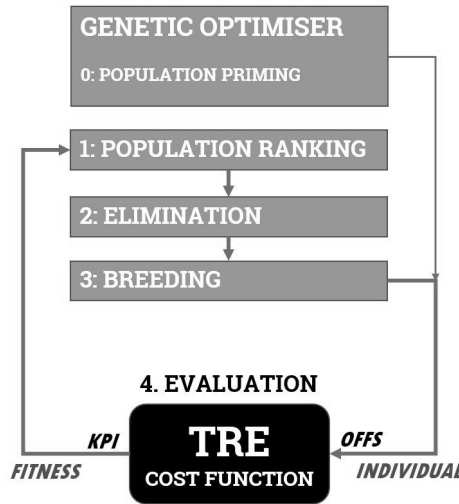 GENETIC OPTIMISER
0: POPULATION PRIMING
1: POPULATION RANKING
2: ELIMINATION
3: BREEDING
4. EVALUATION
KPI
TRE
OFFS
COST FUNCTION
FITNESS
INDIVIDUAL